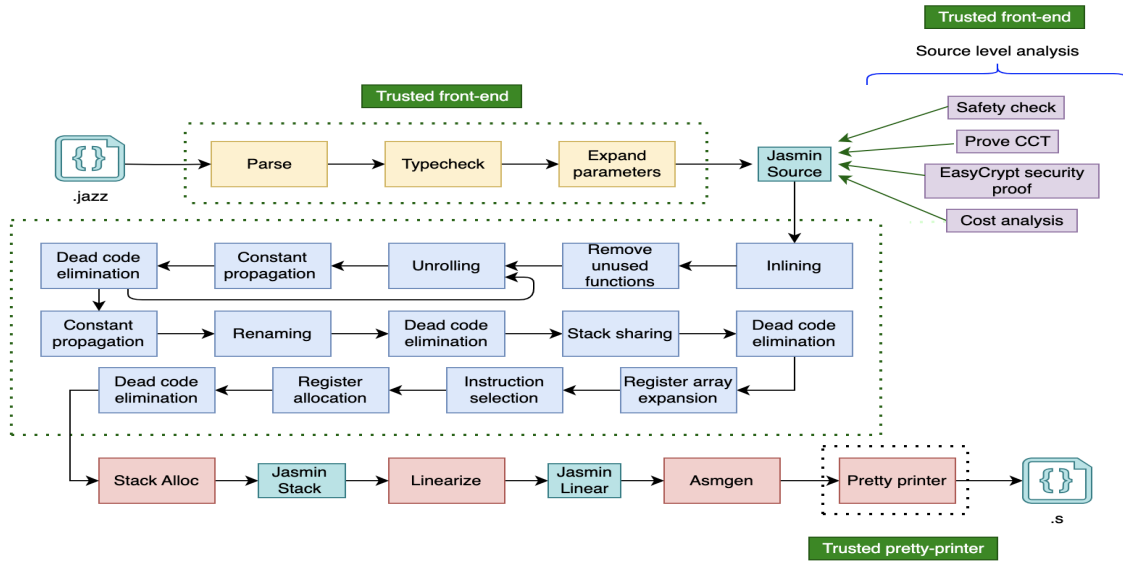 Trusted front-end
Source level analysis
Trusted front-end
Safety check
Prove CCT
EasyCrypt security
proof
Cost analysis
{ }
.jazz
Parse
Typecheck
Expand
parameters
Jasmin
Source
Dead code
elimination
Constant
propagation
Unrolling
Remove
unused
functions
Inlining
Constant
propagation
Renaming
Dead code
elimination
Stack sharing
Dead code
elimination
Dead code
elimination
Register
allocation
Instruction
selection
Register array
expansion
Stack Alloc
Jasmin
Stack
Linearize
Jasmin
Linear
Asmgen
Pretty printer
{ }
.s
Trusted pretty-printer